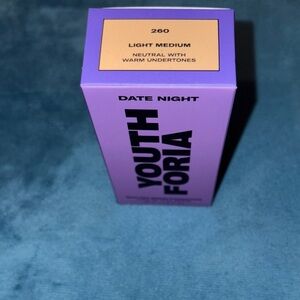 260
LIGHT MEDIUM
NEUTRAL WITH
WARM UNDERTONES
DATE NIGHT
YOUTH
FORIA